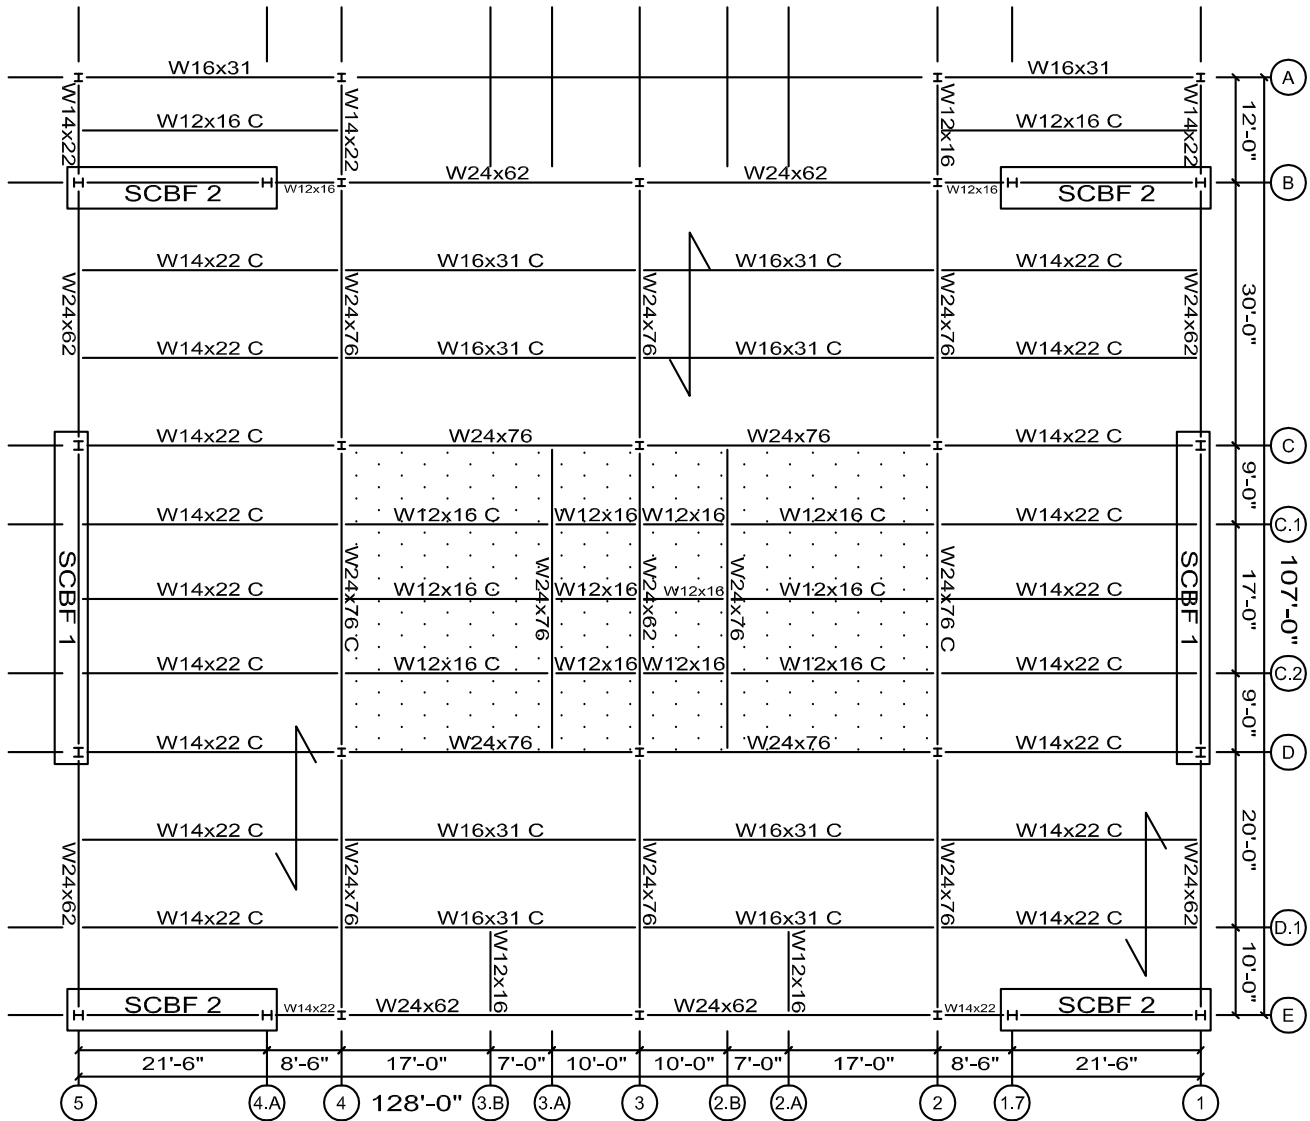 W16x31
W16x31
A
W14x22
W14x22
W12x16
W14x22
12'-0"
W12x16 C
W12x16 C
W24x62
W24x62
SCBF 2
W12x16
W12x16
SCBF 2
B
W14x22 C
W16x31 C
W16x31 C
W14x22 C
W24x62
W24x76
W24x76
W24x76
W24x62
30'-0"
W14x22 C
W16x31 C
W16x31 C
W14x22 C
W14x22 C
W24x76
W24x76
W14x22 C
C
9'-0"
W14x22 C
W12x16 C
W12x16
W12x16
W12x16 C
W14x22 C
C.1
SCBF 1
W24x76 C
W24x76
W24x62
W24x76
W24x76 C
SCBF 1
17'-0"
107'-0"
W14x22 C
W12x16 C
W12x16
W12x16
W12x16 C
W14x22 C
W14x22 C
W12x16 C
W12x16
W12x16
W12x16 C
W14x22 C
C.2
9'-0"
W14x22 C
W24x76
W24x76
W14x22 C
D
W14x22 C
W16x31 C
W16x31 C
W14x22 C
20'-0"
W24x62
W24x76
W24x76
W24x76
W24x62
W14x22 C
W16x31 C
W16x31 C
W14x22 C
D.1
W12x16
W12x16
10'-0"
SCBF 2
W14x22
W24x62
W24x62
W14x22
SCBF 2
E
21'-6"
8'-6"
17'-0"
7'-0"
10'-0"
10'-0"
7'-0"
17'-0"
8'-6"
21'-6"
5
4.A
4
128'-0"
3.B
3.A
3
2.B
2.A
2
1.7
1